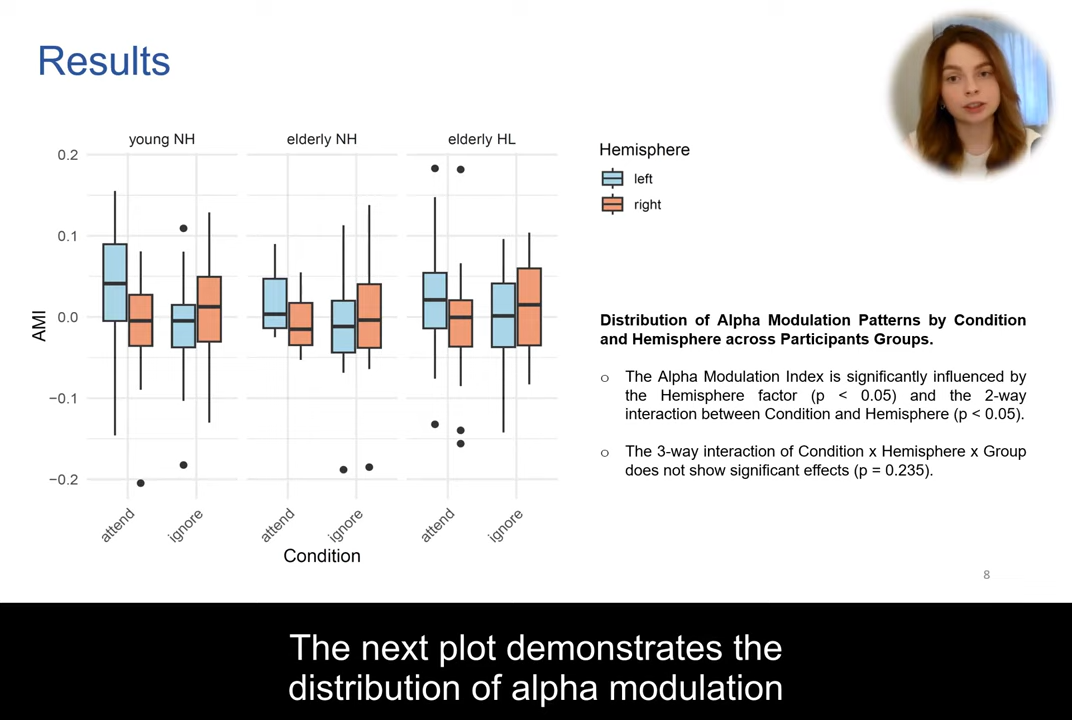 Results
young NH
elderly NH
elderly HL
0.2
0.1
0.0
−0.1
−0.2
AMI
attend
ignore
attend
ignore
attend
ignore
Condition
Hemisphere
left
right
Distribution of Alpha Modulation Patterns by Condition
and Hemisphere across Participants Groups.
○ The Alpha Modulation Index is significantly influenced by
the Hemisphere factor (p < 0.05) and the 2-way
interaction between Condition and Hemisphere (p < 0.05).
○ The 3-way interaction of Condition x Hemisphere x Group
does not show significant effects (p = 0.235).
8
The next plot demonstrates the
distribution of alpha modulation